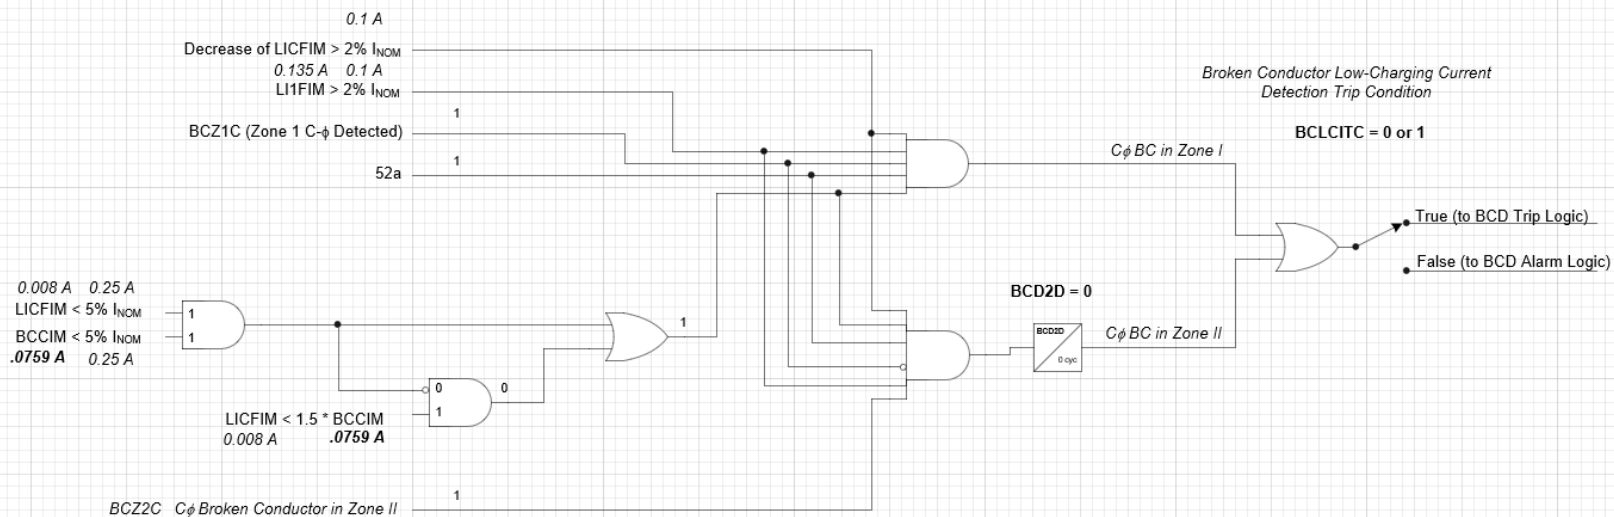 0.1 A
Decrease of LICFIM > 2% INOM
0.135 A 0.1 A
LI1FIM > 2% INOM
1
BCZ1C (Zone 1 C-ϕ Detected)
1
52a
Broken Conductor Low-Charging Current
Detection Trip Condition
BCLCITC = 0 or 1
Cϕ BC in Zone I
True (to BCD Trip Logic)
False (to BCD Alarm Logic)
0.008 A 0.25 A
LICFIM < 5% INOM
1
BCCIM < 5% INOM
1
.0759 A 0.25 A
1
BCD2D = 0
BCD2D
0 cyc
Cϕ BC in Zone II
0
0
1
LICFIM < 1.5 * BCCIM
0.008 A .0759 A
1
BCZ2C Cϕ Broken Conductor in Zone II